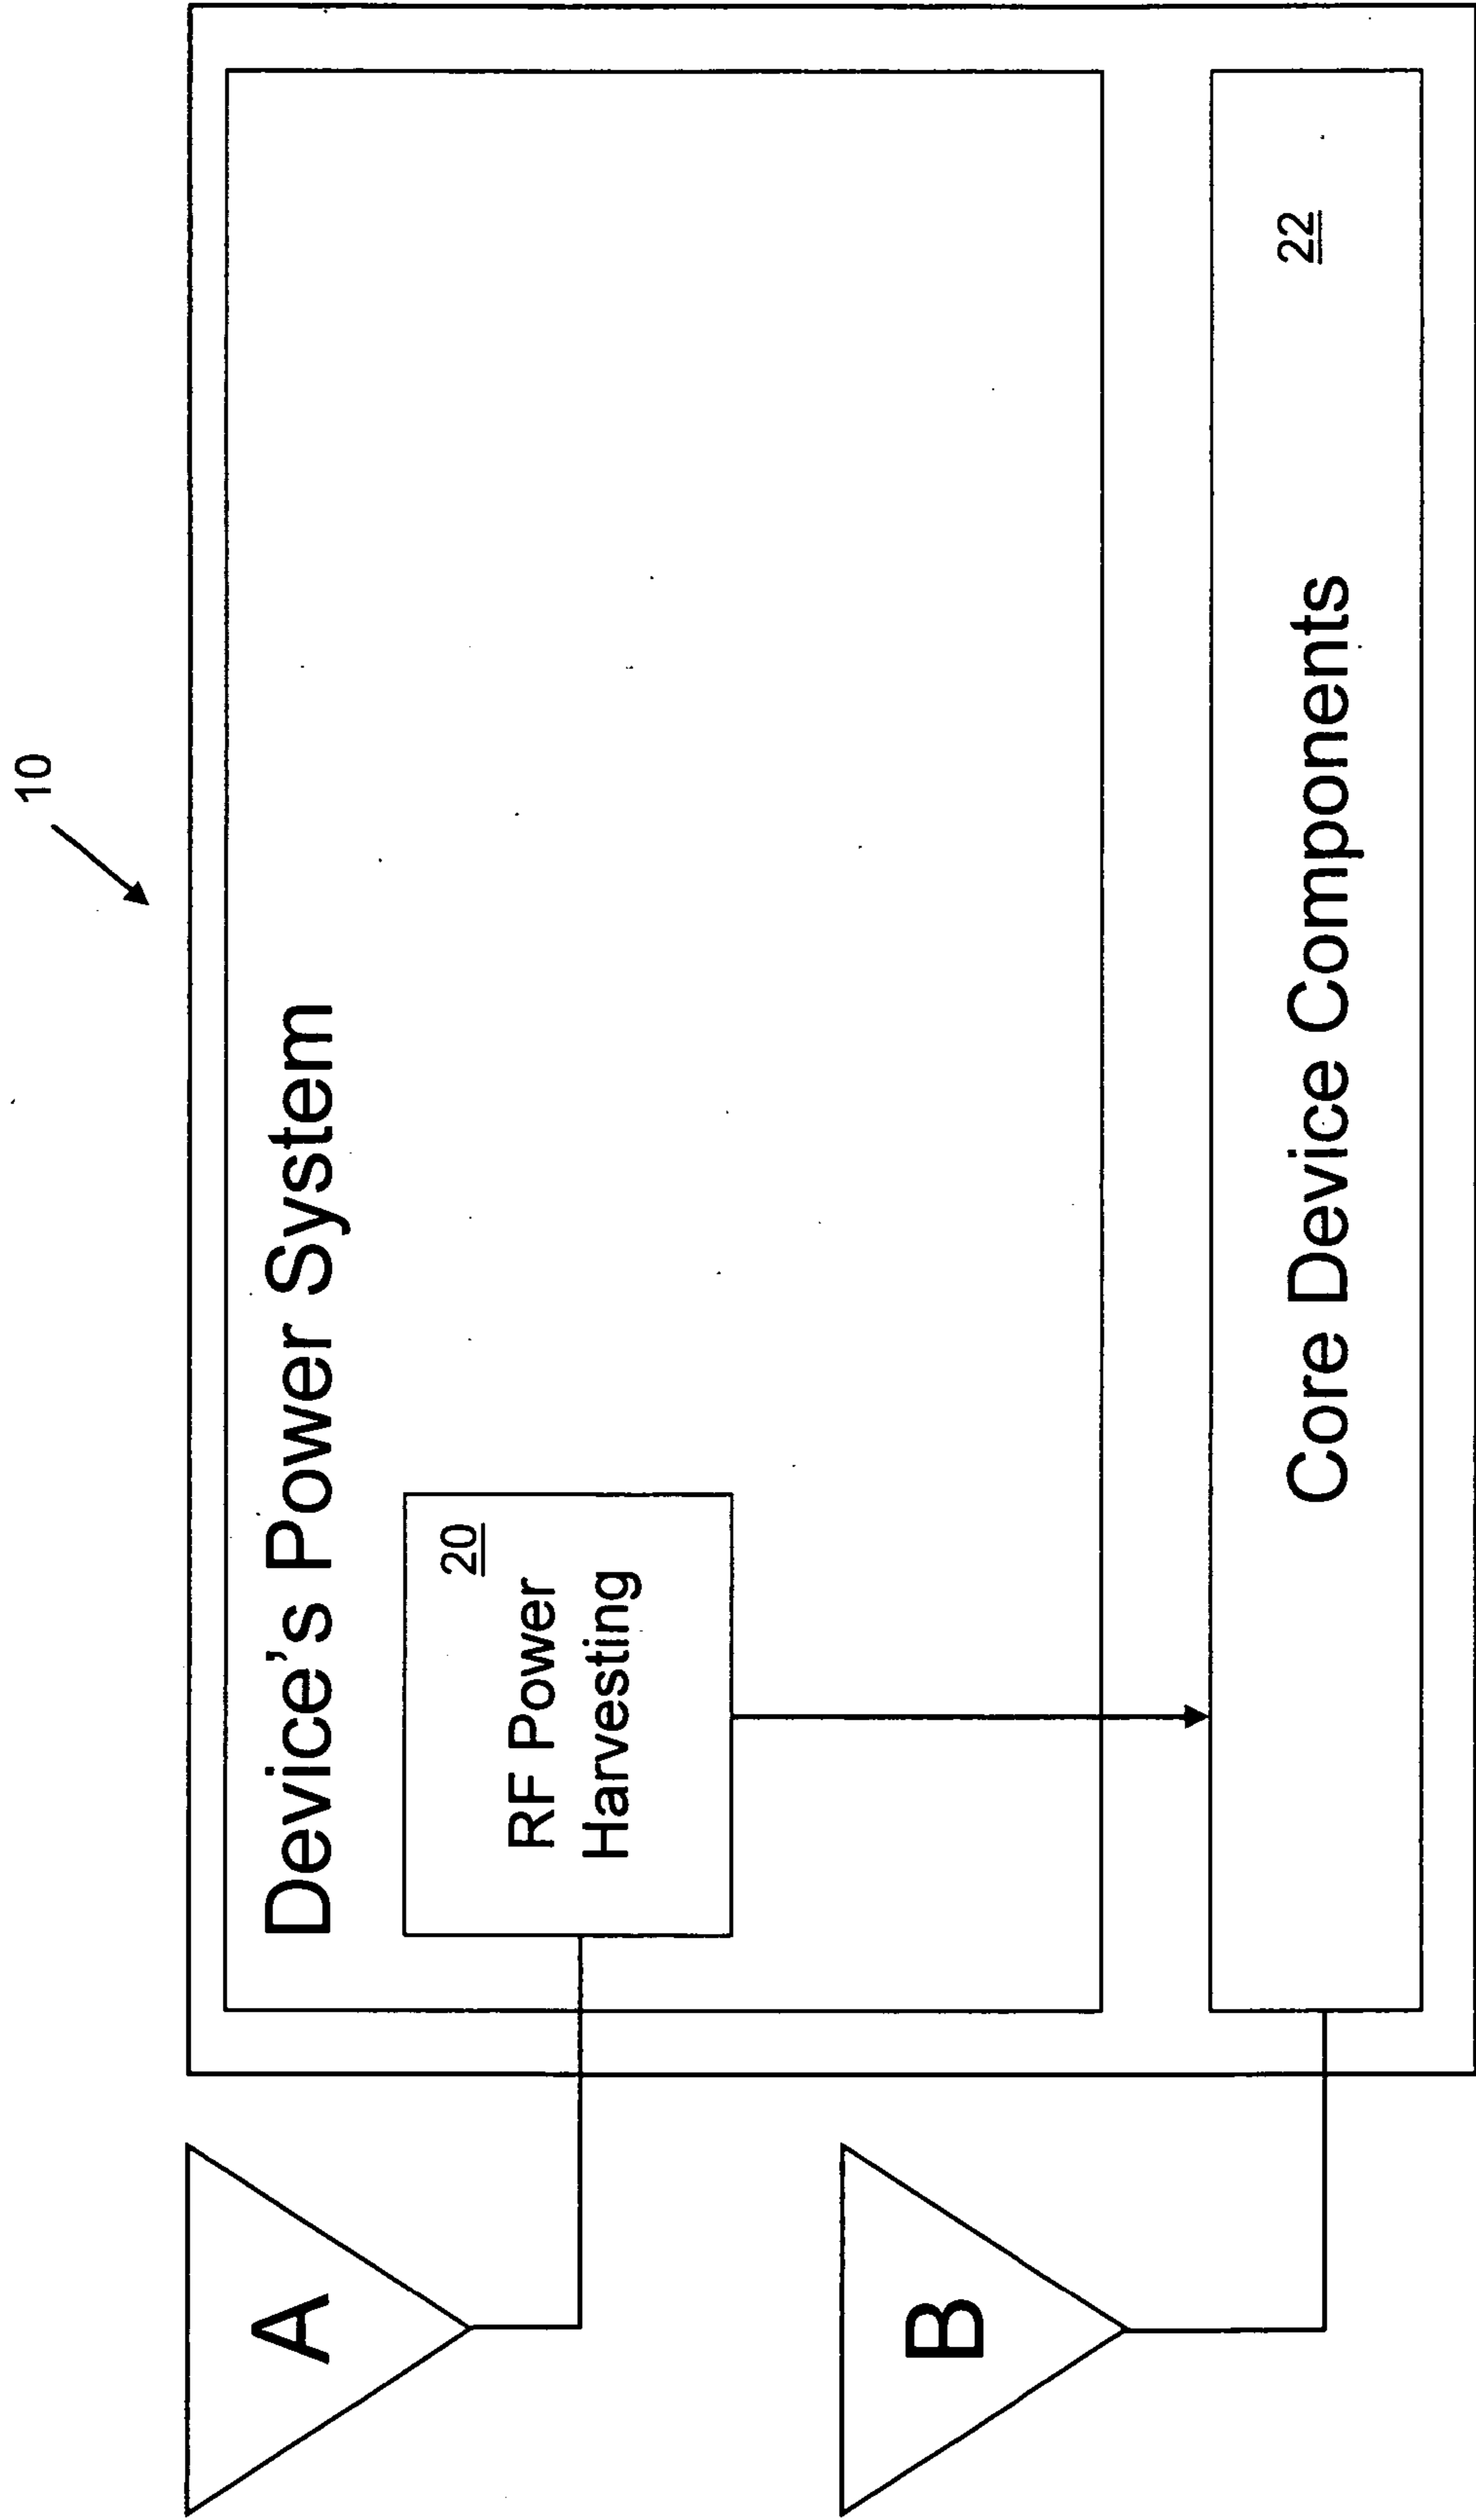 10
Device's Power System
20
RF Power
Harvesting
Core Device Components
22
A
B